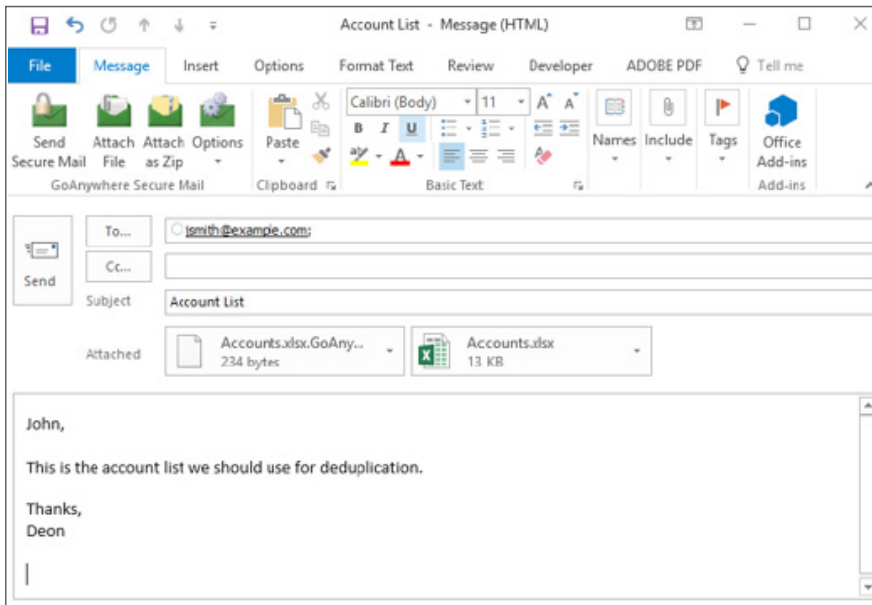 Account List - Message (HTML)
File Message Insert Options Format Text Review Developer ADOBE PDF Tell me
Calibri (Body) 11 A A
B I U
aby A
Send Secure Mail
Attach File
Attach as Zip
Options
Paste
Names
Include
Tags
Office Add-ins
GoAnywhere Secure Mail Clipboard Basic Text Add-ins
Send
To... jsmith@example.com;
Cc...
Subject Account List
Attached Accounts.xlsx.GoAny... Accounts.xlsx
234 bytes 13 KB
John,
This is the account list we should use for deduplication.
Thanks,
Deon